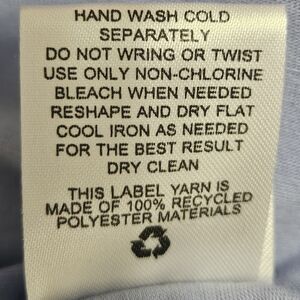 HAND WASH COLD
SEPARATELY
DO NOT WRING OR TWIST
USE ONLY NON-CHLORINE
BLEACH WHEN NEEDED
RESHAPE AND DRY FLAT
COOL IRON AS NEEDED
FOR THE BEST RESULT
DRY CLEAN
THIS LABEL YARN IS
MADE OF 100% RECYCLED
POLYESTER MATERIALS